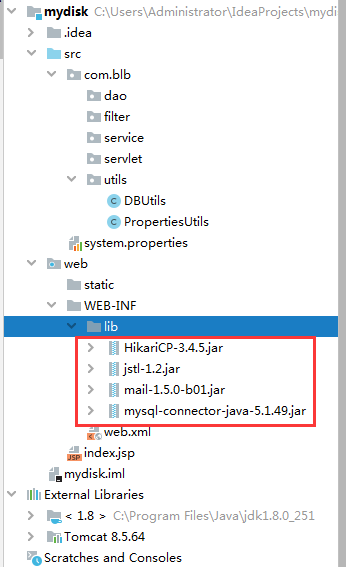 mydisk C:\Users\Administrator\IdeaProjects\mydi
.idea
src
com.blb
dao
filter
service
servlet
utils
DBUtils
PropertiesUtils
system.properties
web
static
WEB-INF
lib
HikariCP-3.4.5.jar
jstl-1.2.jar
mail-1.5.0-b01.jar
mysql-connector-java-5.1.49.jar
web.xml
index.jsp
mydisk.iml
External Libraries
< 1.8 > C:\Program Files\Java\jdk1.8.0_251
Tomcat 8.5.64
Scratches and Consoles